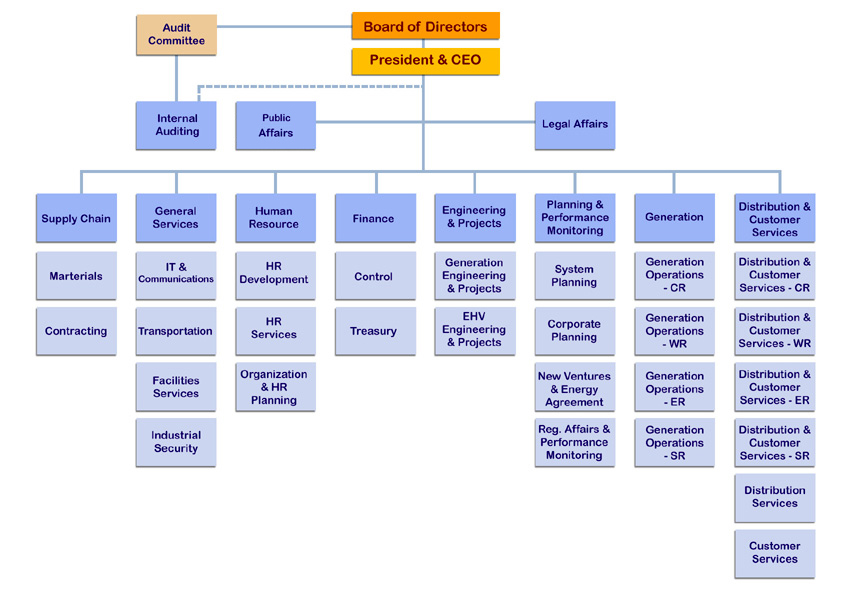 Audit
Committee
Board of Directors
President & CEO
Internal
Auditing
Public
Affairs
Legal Affairs
Supply Chain
General
Services
Human
Resource
Finance
Engineering
& Projects
Planning &
Performance
Monitoring
Generation
Distribution &
Customer
Services
Marterials
IT &
Communications
HR
Development
Control
Generation
Engineering
& Projects
System
Planning
Generation
Operations
- CR
Distribution &
Customer
Services - CR
Contracting
Transportation
HR
Services
Treasury
EHV
Engineering
& Projects
Corporate
Planning
Generation
Operations
- WR
Distribution &
Customer
Services - WR
Facilities
Services
Organization
& HR
Planning
New Ventures
& Energy
Agreement
Generation
Operations
- ER
Distribution &
Customer
Services - ER
Industrial
Security
Reg. Affairs &
Performance
Monitoring
Generation
Operations
- SR
Distribution &
Customer
Services - SR
Distribution
Services
Customer
Services